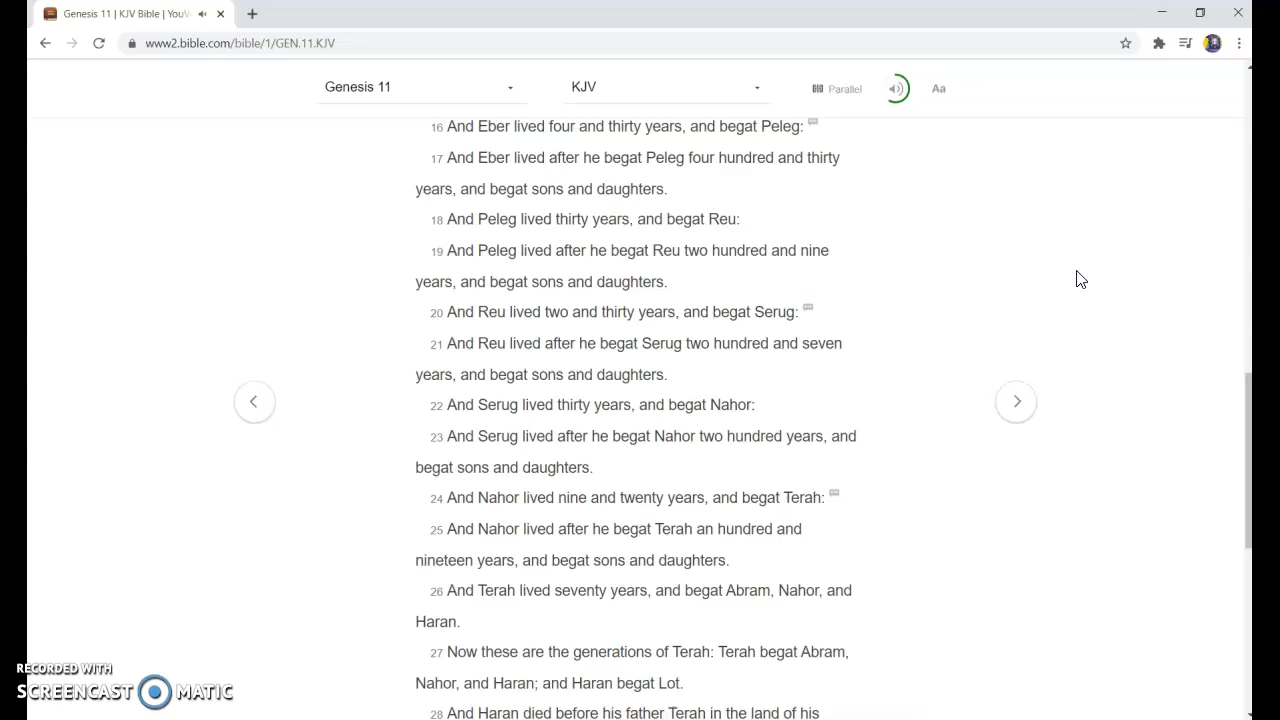 Genesis 11 | KJV Bible | YouV
www2.bible.com/bible/1/GEN.11.KJV
Genesis 11 KJV Parallel Aa
16 And Eber lived four and thirty years, and begat Peleg:
17 And Eber lived after he begat Peleg four hundred and thirty
years, and begat sons and daughters.
18 And Peleg lived thirty years, and begat Reu:
19 And Peleg lived after he begat Reu two hundred and nine
years, and begat sons and daughters.
20 And Reu lived two and thirty years, and begat Serug:
21 And Reu lived after he begat Serug two hundred and seven
years, and begat sons and daughters.
22 And Serug lived thirty years, and begat Nahor:
23 And Serug lived after he begat Nahor two hundred years, and
begat sons and daughters.
24 And Nahor lived nine and twenty years, and begat Terah:
25 And Nahor lived after he begat Terah an hundred and
nineteen years, and begat sons and daughters.
26 And Terah lived seventy years, and begat Abram, Nahor, and
Haran.
27 Now these are the generations of Terah: Terah begat Abram,
Nahor, and Haran; and Haran begat Lot.
28 And Haran died before his father Terah in the land of his
RECORDED WITH
SCREENCAST MATIC